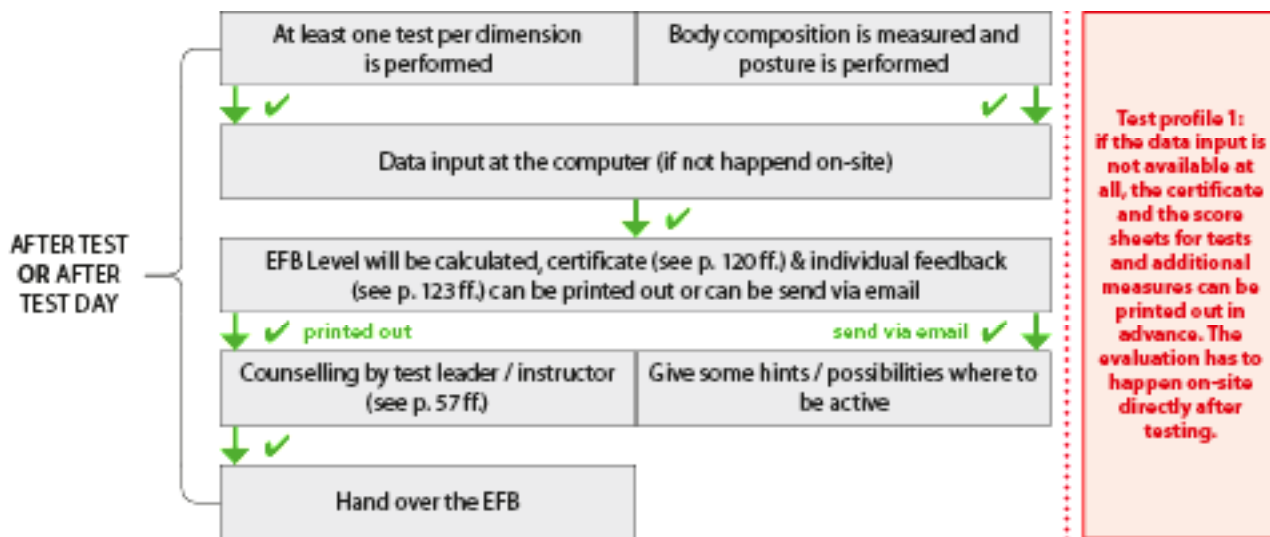 At least one test per dimension
is performed
Body composition is measured and
posture is performed
Data input at the computer (if not happend on-site)
AFTER TEST
OR AFTER
TEST DAY
EFB Level will be calculated, certificate (see p. 120 ff.) & individual feedback
(see p. 123 ff.) can be printed out or can be send via email
printed out
send via email
Counselling by test leader / instructor
(see p. 57 ff.)
Give some hints / possibilities where to
be active
Hand over the EFB
Test profile 1:
if the data input is
not available at
all, the certificate
and the score
sheets for tests
and additional
measures can be
printed out in
advance. The
evaluation has to
happen on-site
directly after
testing.